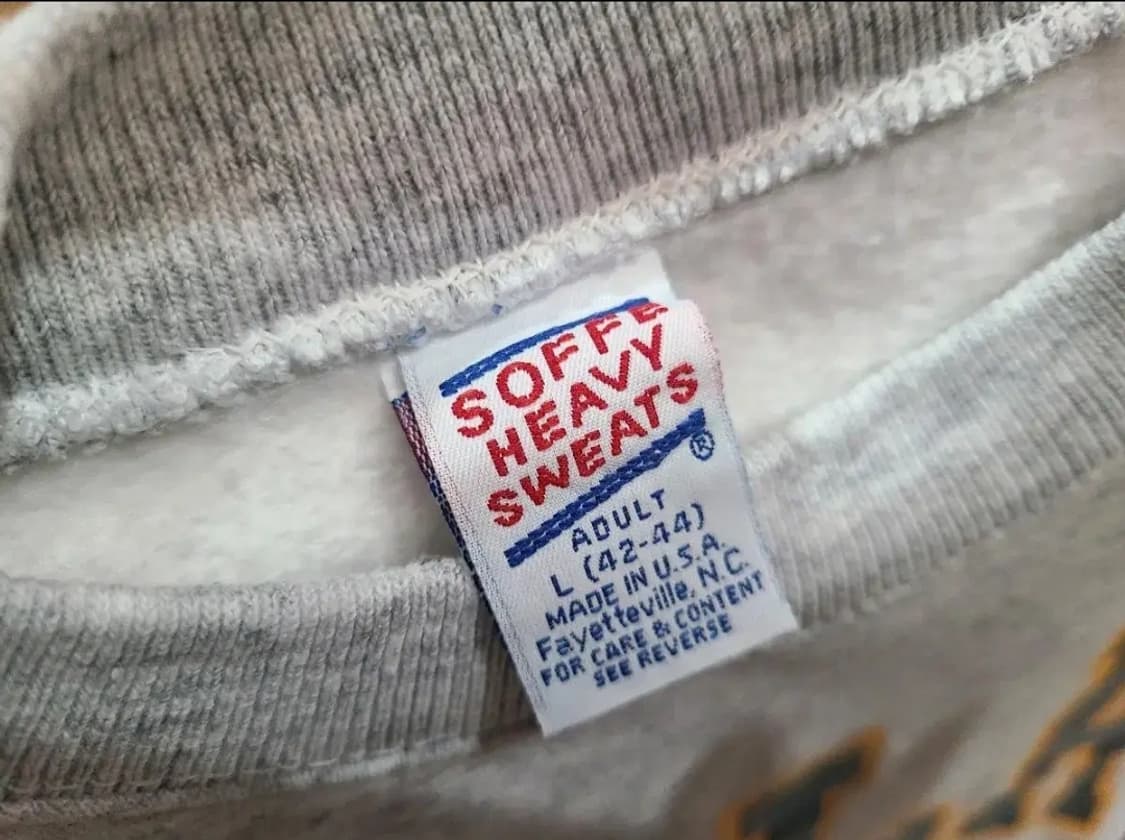 SOFFE
HEAVY
SWEATS
®
ADULT
L (42-44)
MADE IN U.S.A.
Fayetteville, N.C.
FOR CARE & CONTENT
SEE REVERSE